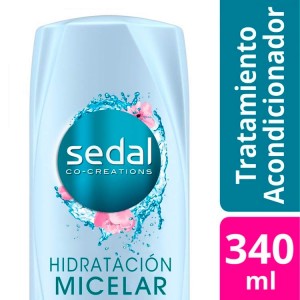 sedal
CO-CREATIONS
HIDRATACIÓN
MICELAR
Tratamiento
Acondicionador
340
ml